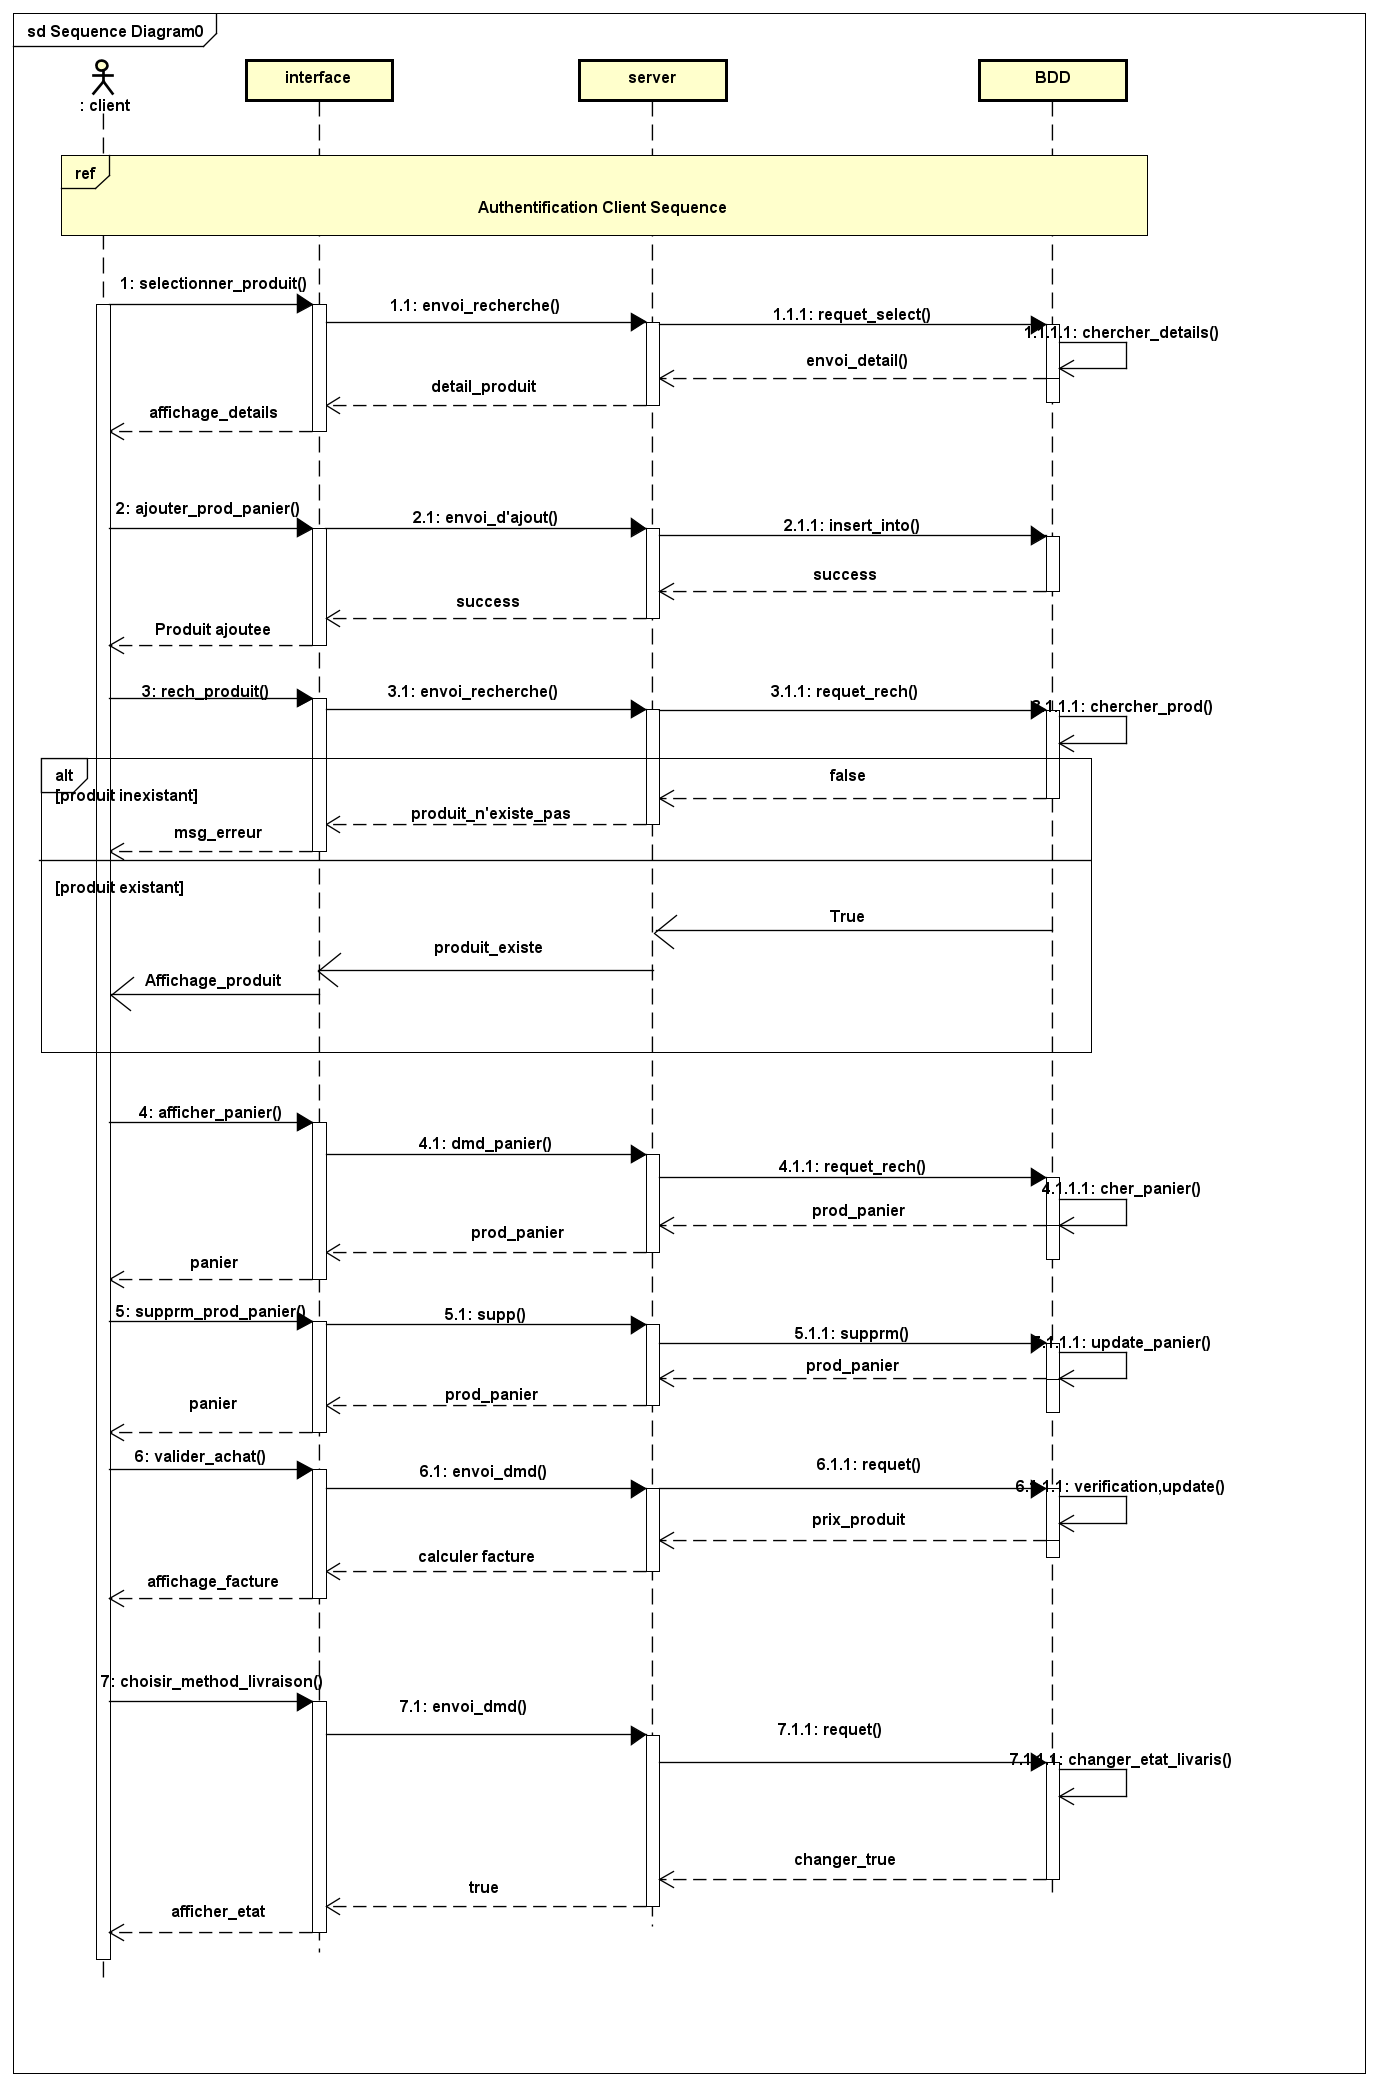 sd Sequence Diagram0
: client
interface
server
BDD
ref
Authentification Client Sequence
1: selectionner_produit()
1.1: envoi_recherche()
1.1.1: requet_select()
1.1.1.1: chercher_details()
envoi_detail()
detail_produit
affichage_details
2: ajouter_prod_panier()
2.1: envoi_d'ajout()
2.1.1: insert_into()
success
success
Produit ajoutee
3: rech_produit()
3.1: envoi_recherche()
3.1.1: requet_rech()
3.1.1.1: chercher_prod()
alt
[produit inexistant]
false
produit_n'existe_pas
msg_erreur
[produit existant]
True
produit_existe
Affichage_produit
4: afficher_panier()
4.1: dmd_panier()
4.1.1: requet_rech()
4.1.1.1: cher_panier()
prod_panier
prod_panier
panier
5: supprm_prod_panier()
5.1: supp()
5.1.1: supprm()
5.1.1.1: update_panier()
prod_panier
prod_panier
panier
6: valider_achat()
6.1: envoi_dmd()
6.1.1: requet()
6.1.1.1: verification,update()
prix_produit
calculer facture
affichage_facture
7: choisir_method_livraison()
7.1: envoi_dmd()
7.1.1: requet()
7.1.1.1: changer_etat_livaris()
changer_true
true
afficher_etat